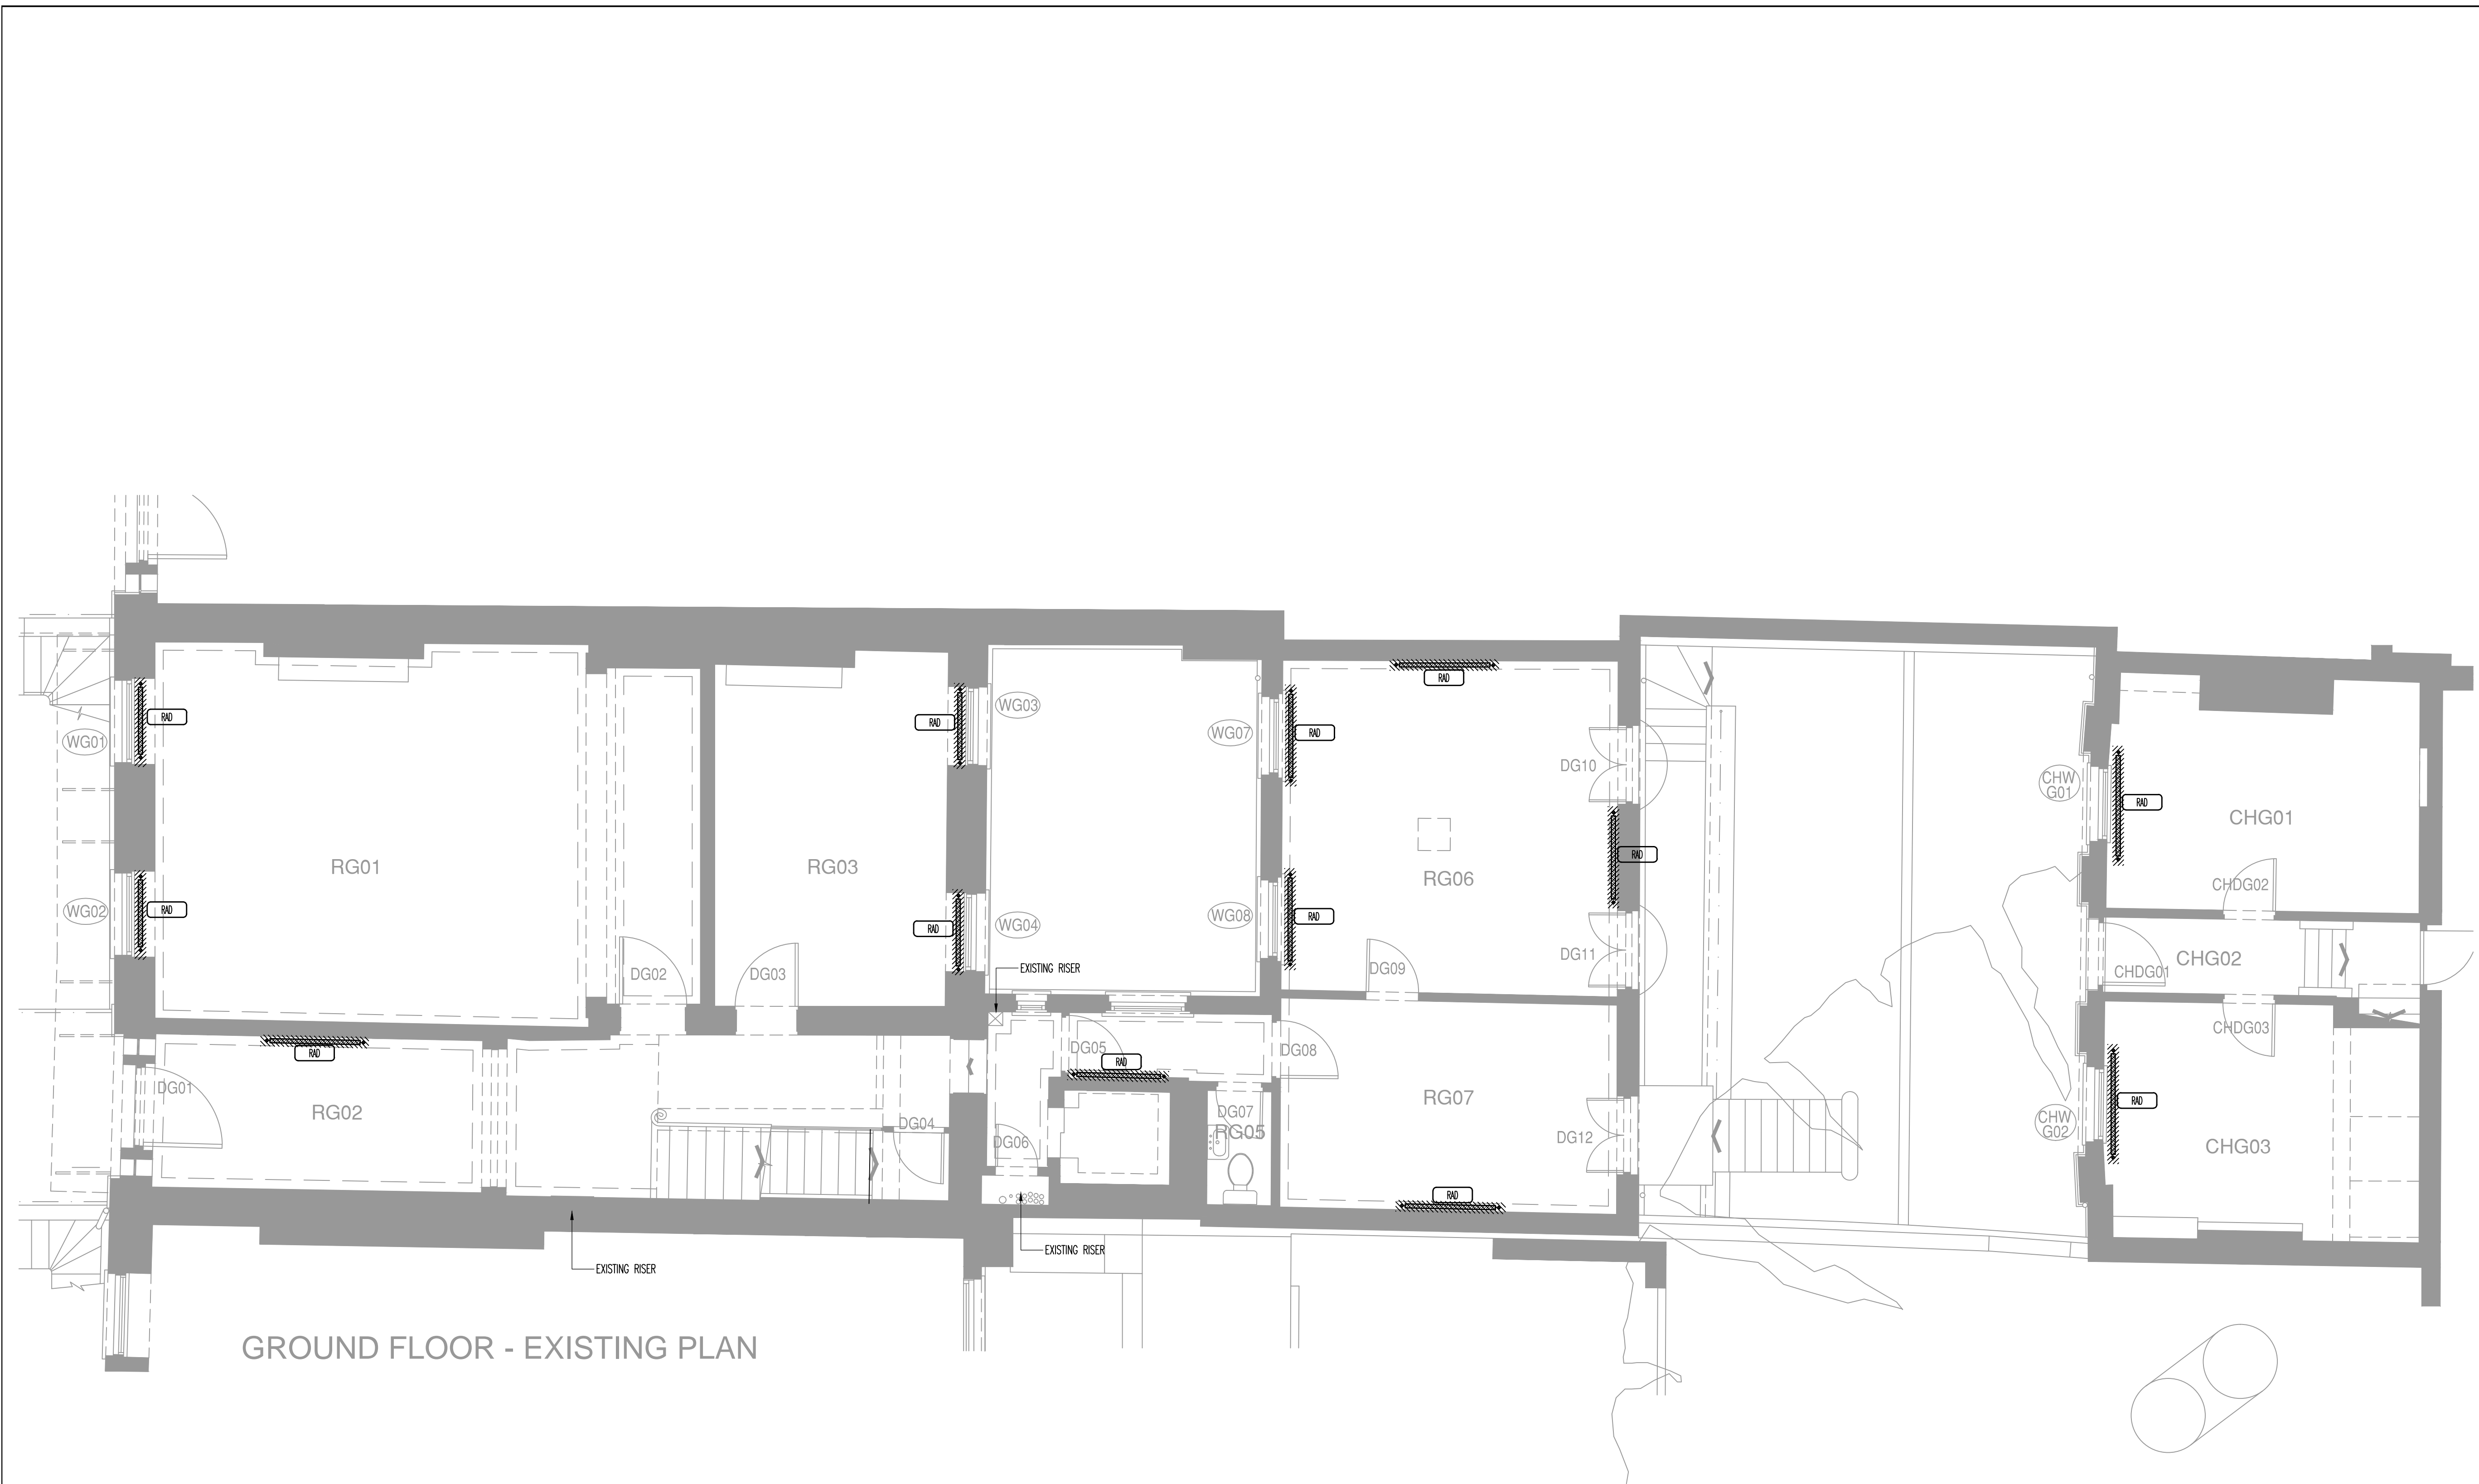 WG01
RAD
RAD
WG03
WG07
RAD
RAD
DG10
RAD
CHW
G01
RAD
CHG01
RG01
RG03
RG06
RAD
CHDG02
WG02
RAD
RAD
WG04
WG08
RAD
DG11
DG02
DG03
EXISTING RISER
DG09
CHG02
CHDG01
CHDG03
DG01
RAD
DG05
RAD
DG08
RG02
RG07
RAD
DG04
DG06
DG07
RG05
DG12
CHW
G02
CHG03
RAD
EXISTING RISER
EXISTING RISER
GROUND FLOOR - EXISTING PLAN